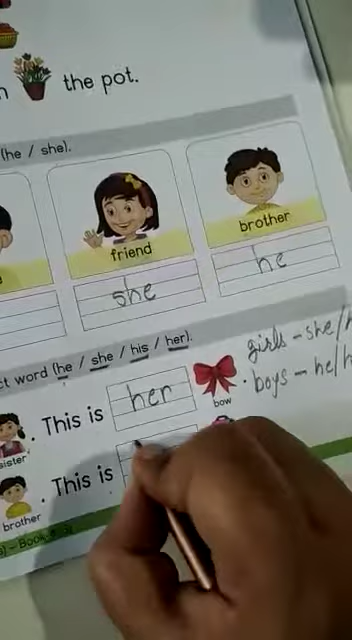 the pot.
(he / she).
friend
brother
she
he
ct word (he / she / his / her).
girls - she/h
boys - he/h
This is her
bow
sister
This is
brother
- Book